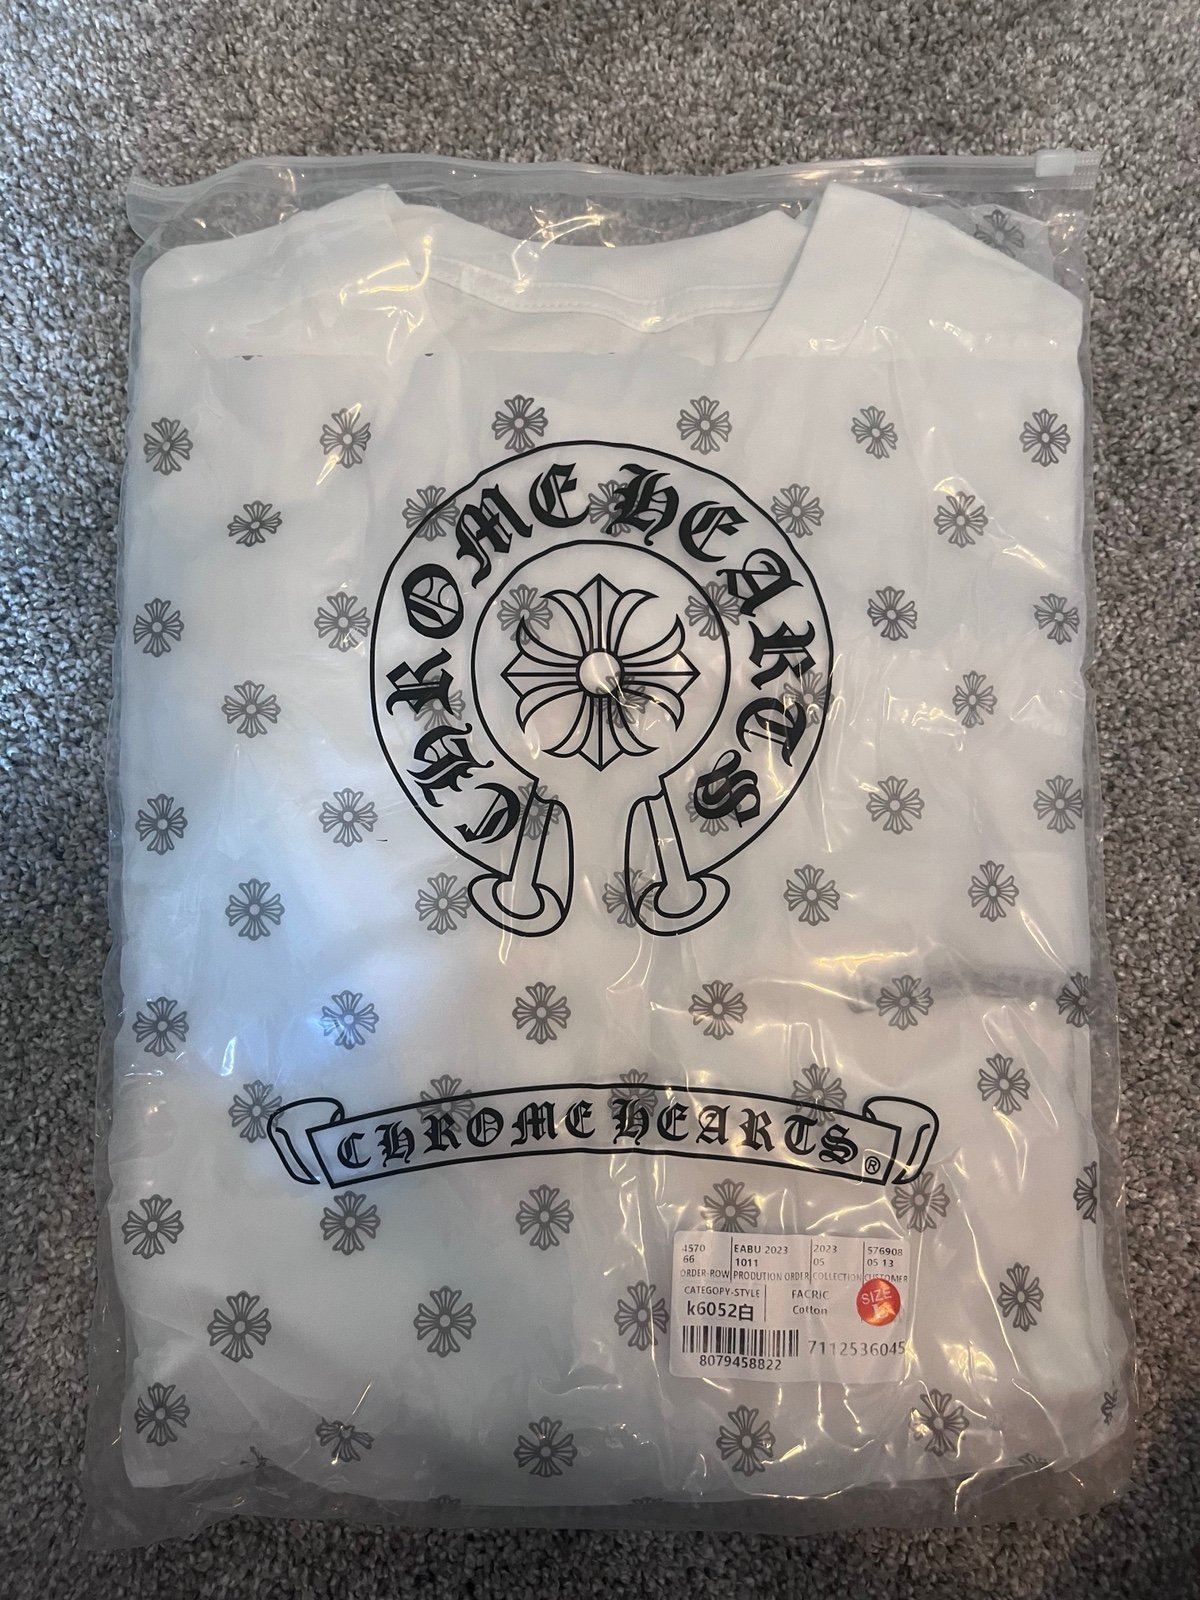 CHROME HEARTS
CHROME HEARTS ®
4570 EABU 2023 2023 576908
66 1011 05 05 13
ORDER-ROW PRODUTION ORDER COLLECTION CUSTOMER
CATEGOPY-STYLE FACRIC
k6052白 Cotton
SIZE
8079458822 7112536045